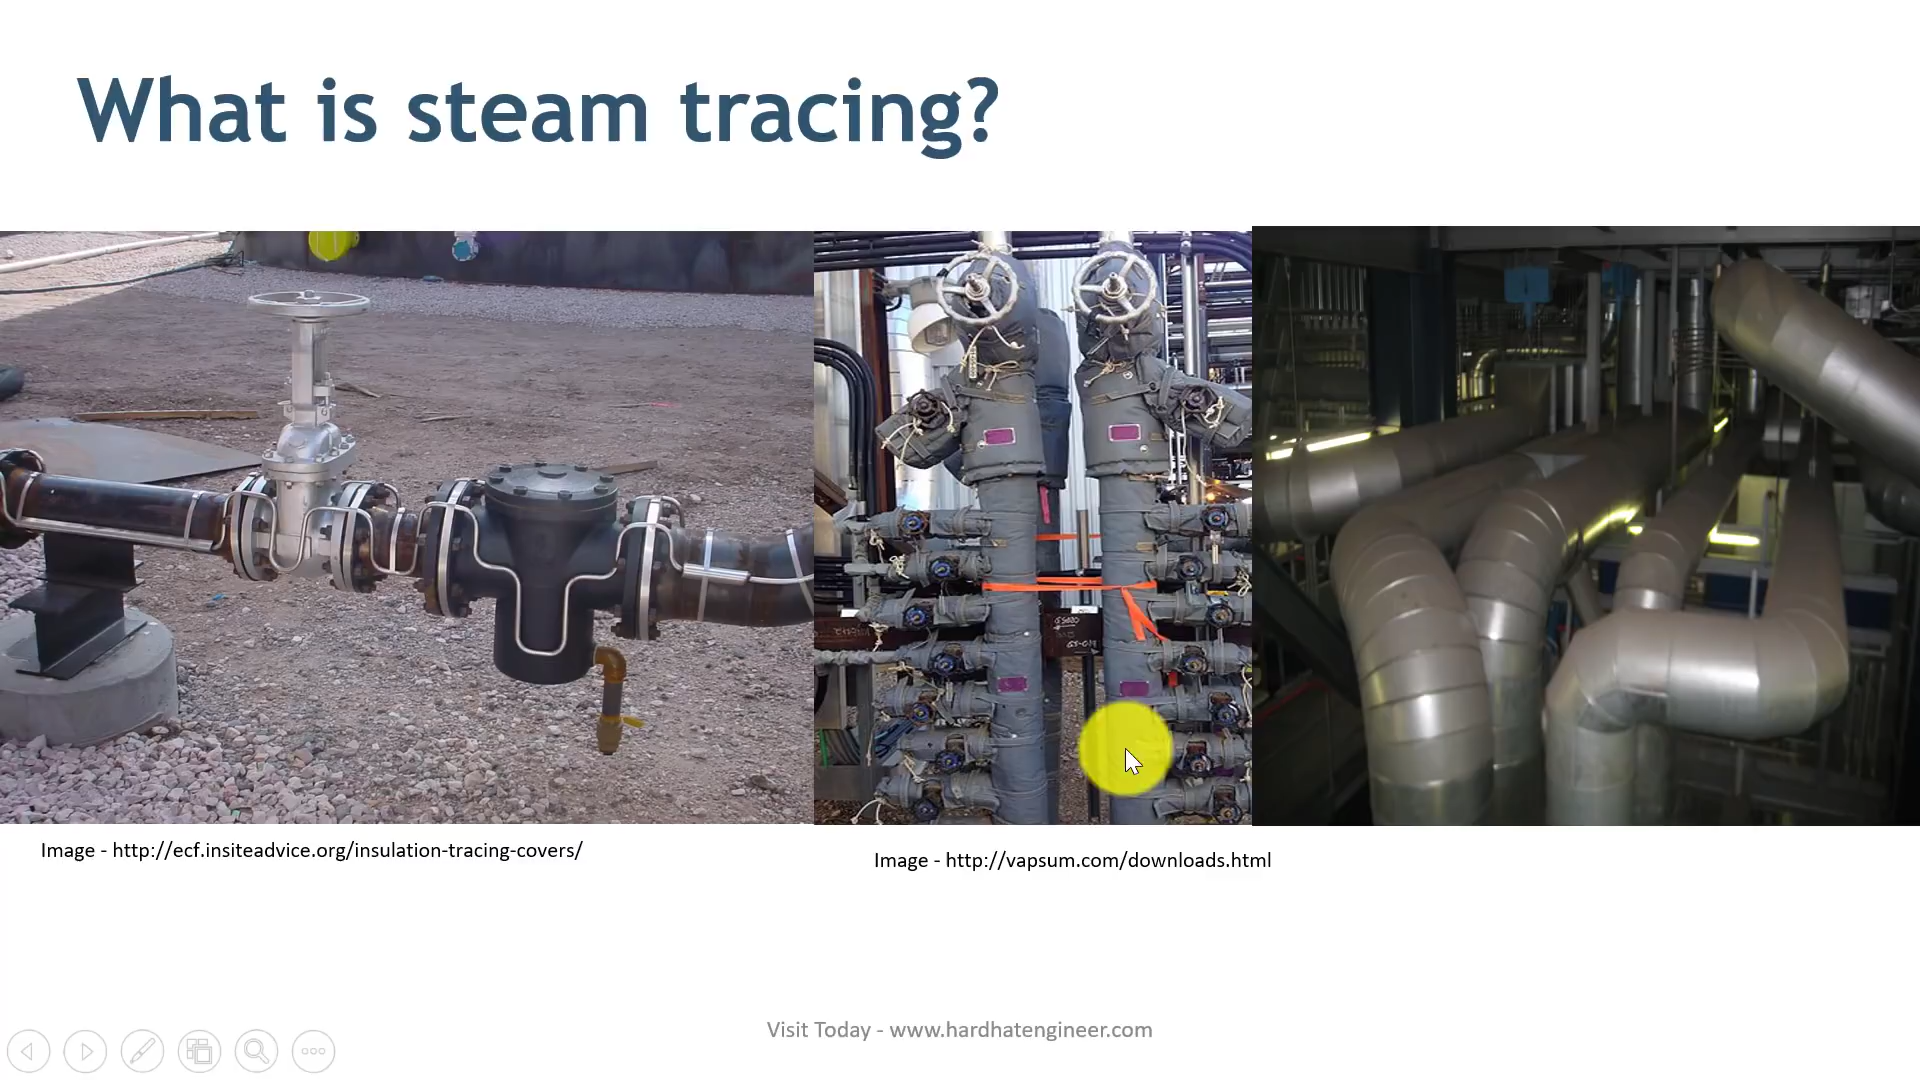 What is steam tracing?
Image - http://ecf.insiteadvice.org/insulation-tracing-covers/
Image - http://vapsum.com/downloads.html
Visit Today - www.hardhatengineer.com